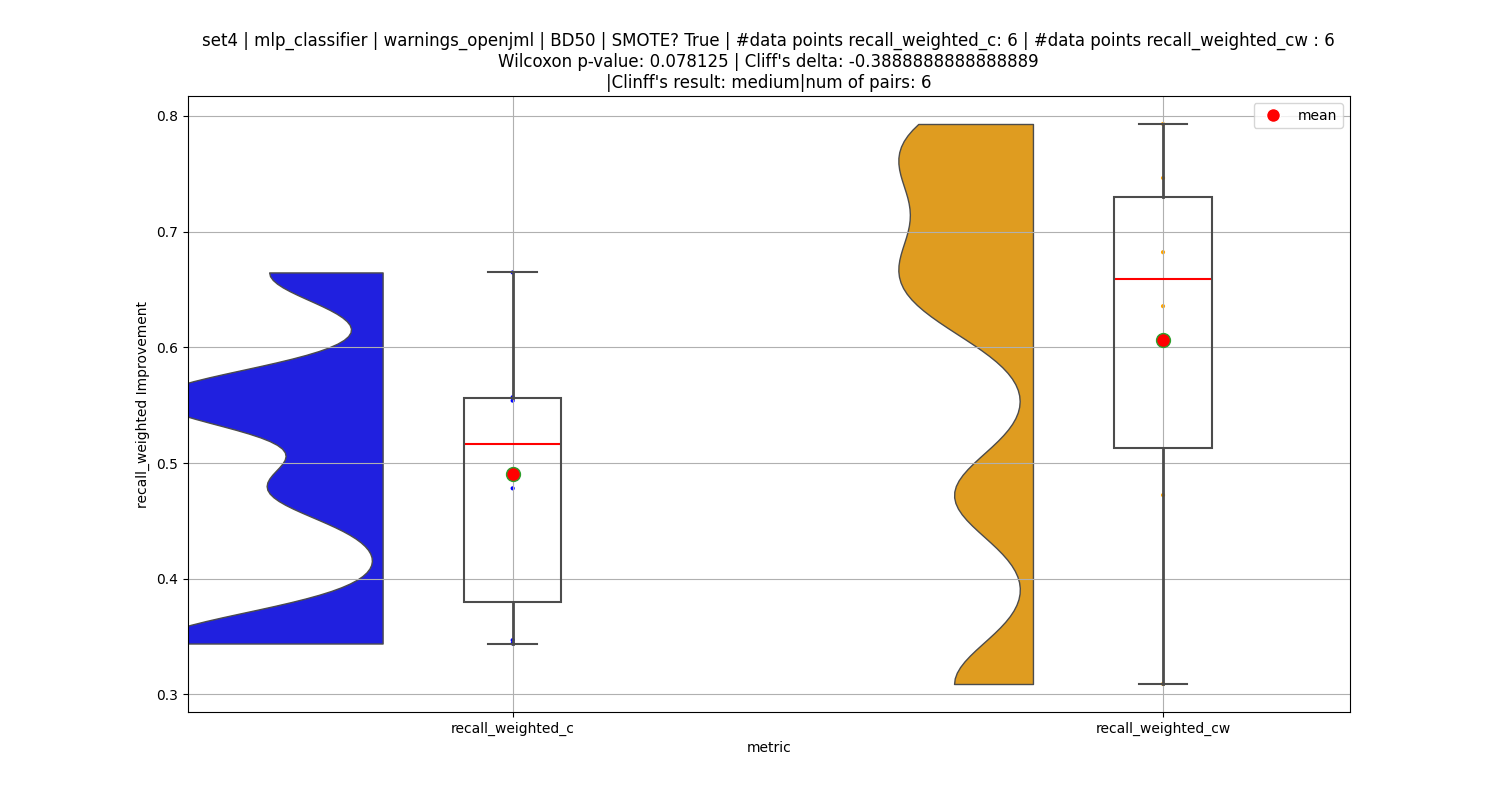 set4 | mlp_classifier | warnings_openjml | BD50 | SMOTE? True | #data points recall_weighted_c: 6 | #data points recall_weighted_cw : 6
Wilcoxon p-value: 0.078125 | Cliff's delta: -0.3888888888888889
|Clinff's result: medium|num of pairs: 6
mean
recall_weighted Improvement
0.8
0.7
0.6
0.5
0.4
0.3
recall_weighted_c
recall_weighted_cw
metric